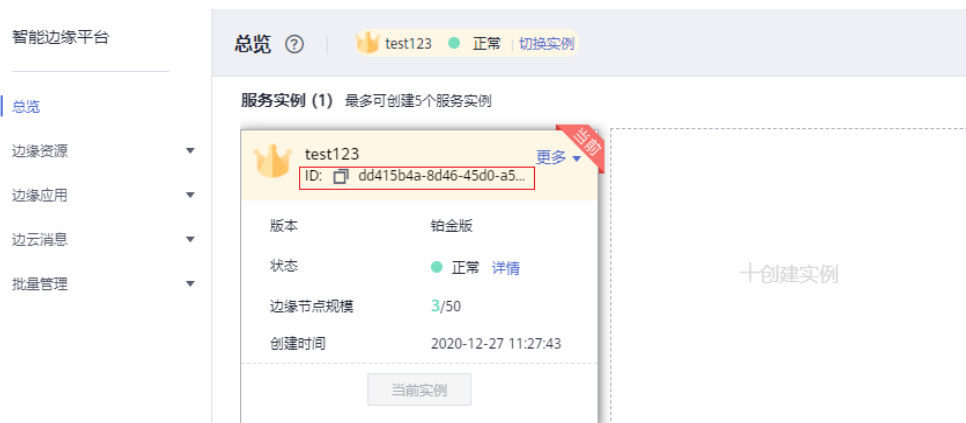 智能边缘平台
总览
边缘资源
边缘应用
边云消息
批量管理
总览 ? test123 正常 切换实例
服务实例 (1) 最多可创建5个服务实例
当前
test123 更多
ID: dd415b4a-8d46-45d0-a5...
版本 铂金版
状态 正常 详情
边缘节点规模 3/50
创建时间 2020-12-27 11:27:43
当前实例
十创建实例